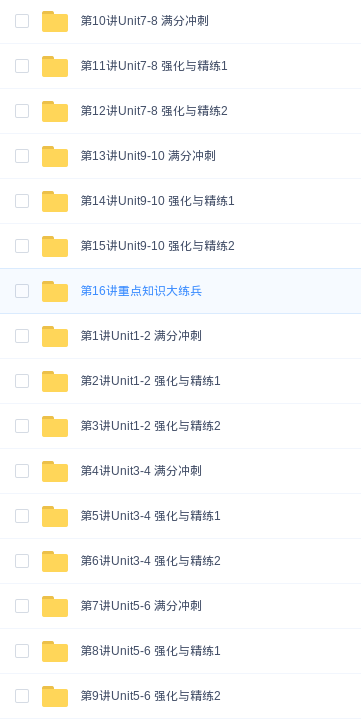 第10讲Unit7-8 满分冲刺
第11讲Unit7-8 强化与精练1
第12讲Unit7-8 强化与精练2
第13讲Unit9-10 满分冲刺
第14讲Unit9-10 强化与精练1
第15讲Unit9-10 强化与精练2
第16讲重点知识大练兵
第1讲Unit1-2 满分冲刺
第2讲Unit1-2 强化与精练1
第3讲Unit1-2 强化与精练2
第4讲Unit3-4 满分冲刺
第5讲Unit3-4 强化与精练1
第6讲Unit3-4 强化与精练2
第7讲Unit5-6 满分冲刺
第8讲Unit5-6 强化与精练1
第9讲Unit5-6 强化与精练2